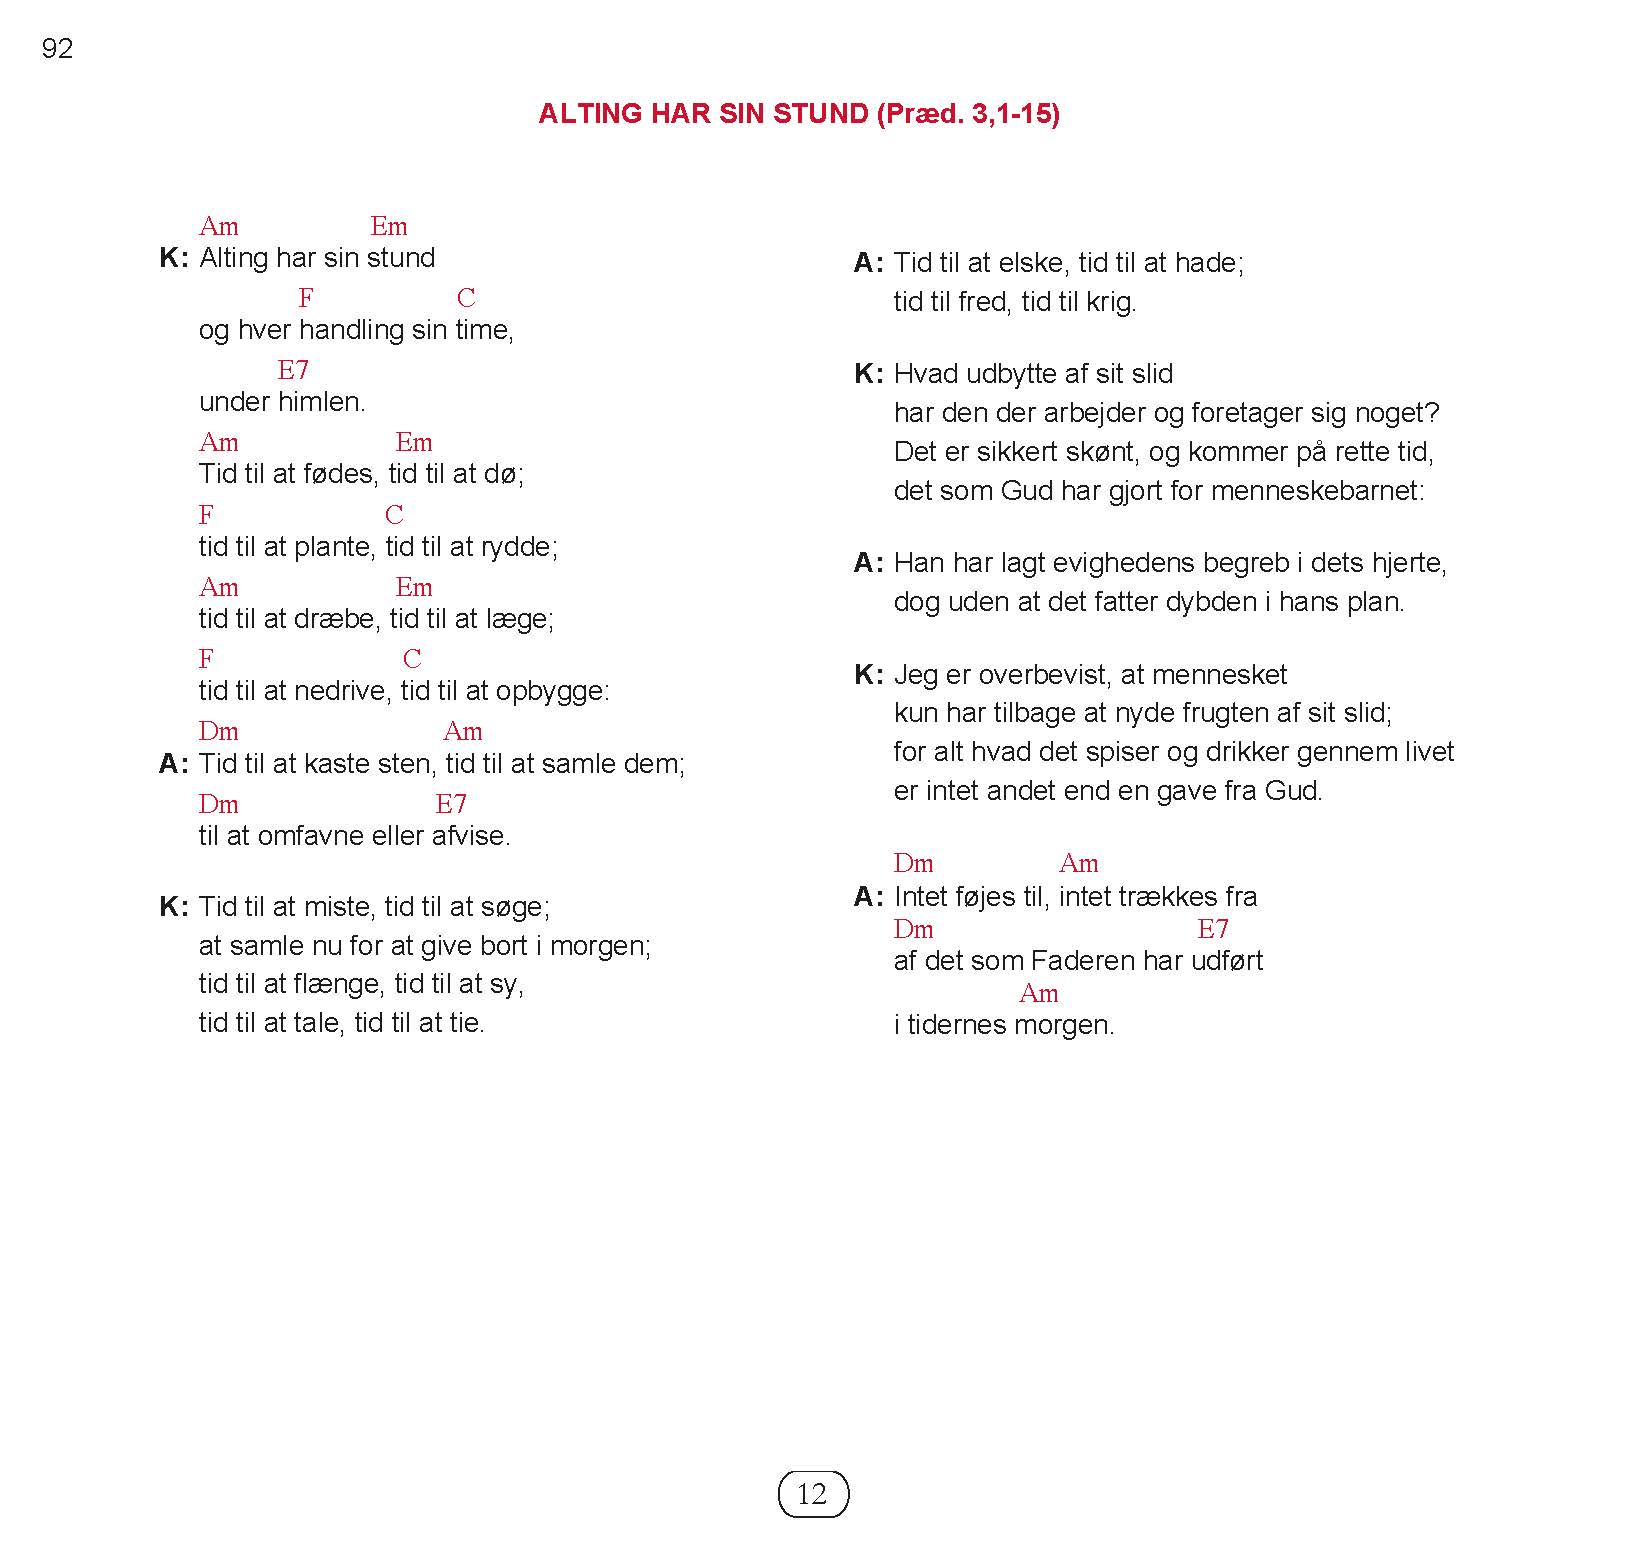 92
ALTING HAR SIN STUND (Præd. 3,1-15)
Am Em
K: Alting har sin stund
F C
og hver handling sin time,
E7
under himlen.
Am Em
Tid til at fødes, tid til at dø;
F C
tid til at plante, tid til at rydde;
Am Em
tid til at dræbe, tid til at læge;
F C
tid til at nedrive, tid til at opbygge:
Dm Am
A: Tid til at kaste sten, tid til at samle dem;
Dm E7
til at omfavne eller afvise.
K: Tid til at miste, tid til at søge;
at samle nu for at give bort i morgen;
tid til at flænge, tid til at sy,
tid til at tale, tid til at tie.
A: Tid til at elske, tid til at hade;
tid til fred, tid til krig.
K: Hvad udbytte af sit slid
har den der arbejder og foretager sig noget?
Det er sikkert skønt, og kommer på rette tid,
det som Gud har gjort for menneskebarnet:
A: Han har lagt evighedens begreb i dets hjerte,
dog uden at det fatter dybden i hans plan.
K: Jeg er overbevist, at mennesket
kun har tilbage at nyde frugten af sit slid;
for alt hvad det spiser og drikker gennem livet
er intet andet end en gave fra Gud.
Dm Am
A: Intet føjes til, intet trækkes fra
Dm E7
af det som Faderen har udført
Am
i tidernes morgen.
12